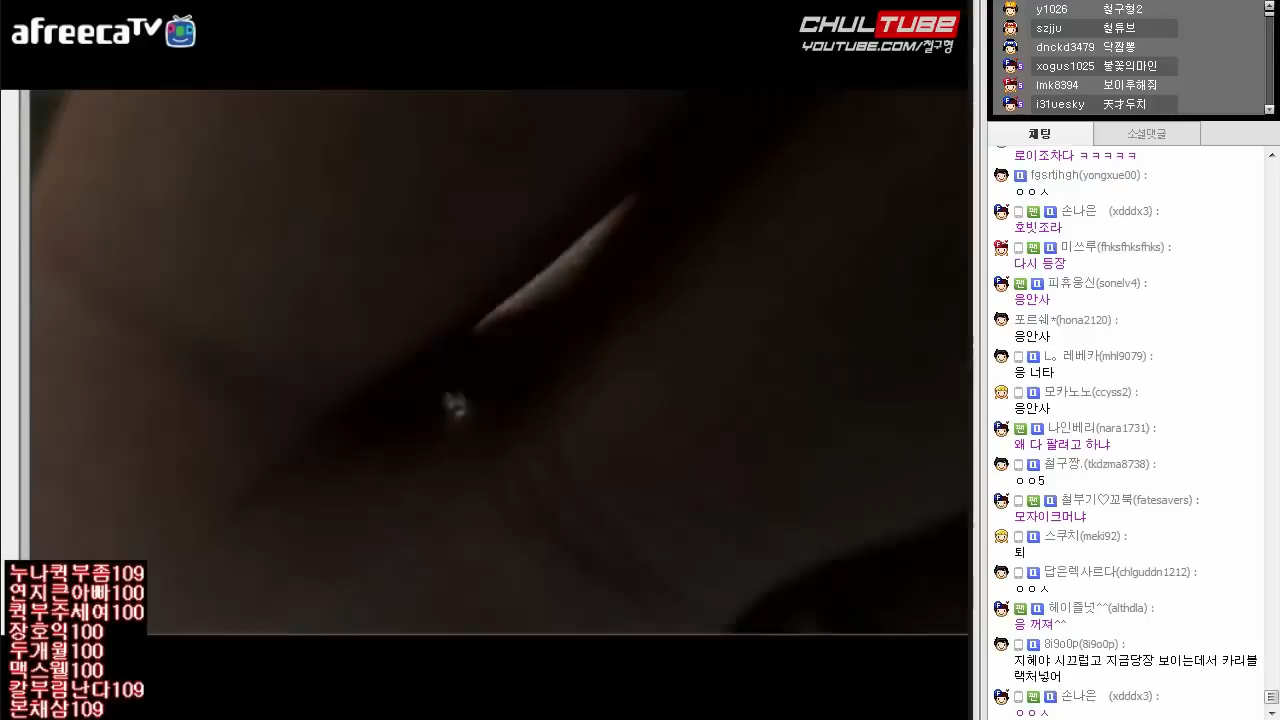 afreecaTV
CHULTUBE
YOUTUBE.COM/철구형
y1026 철구형2
szjju 철튜브
dnckd3479 닥짬뽕
xogus1025 붕꽃의마인
lmk8394 보이루해줘
i31uesky 天才두치
채팅
소셜댓글
로이조차다 ㅋㅋㅋㅋㅋ
fgsrtihgh(yongxue00) :
ㅇㅇㅅ
손나은 (xdddx3) :
호빗조라
미쓰루(fhksfhksfhks) :
다시 등장
피휴웅신(sonelv4) :
응안사
포르쉐*(hona2120) :
응안사
L。레베카(mhl9079) :
응 너타
모카노노(ccyss2) :
응안사
나인베리(nara1731) :
왜 다 팔려고 하냐
철구짱.(tkdzma8738) :
ㅇㅇ5
철부기♡꼬북(fatesavers) :
모자이크머냐
스쿠치(meki92) :
퇴
답은렉사르다(chlguddn1212) :
ㅇㅇㅅ
헤이즐넛^^(althdla) :
응 꺼져^^
8i9o0p(8i9o0p) :
지혜야 시끄럽고 지금당장 보이는데서 카리블
랙처넣어
손나은 (xdddx3) :
ㅇㅇㅅ
누나퀵부좀109
연지큰아빠100
퀵부주세여100
장호익100
두개월100
맥스웰100
칼부림난다109
본채삼109